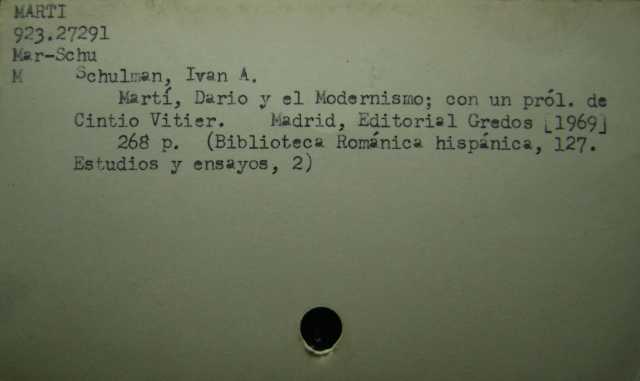 MARTI
923.27291
Mar-Schu
M Schulman, Ivan A.
Martí, Dario y el Modernismo; con un pról. de
Cintio Vitier. Madrid, Editorial Gredos [1969]
268 p. (Biblioteca Románica hispánica, 127.
Estudios y ensayos, 2)